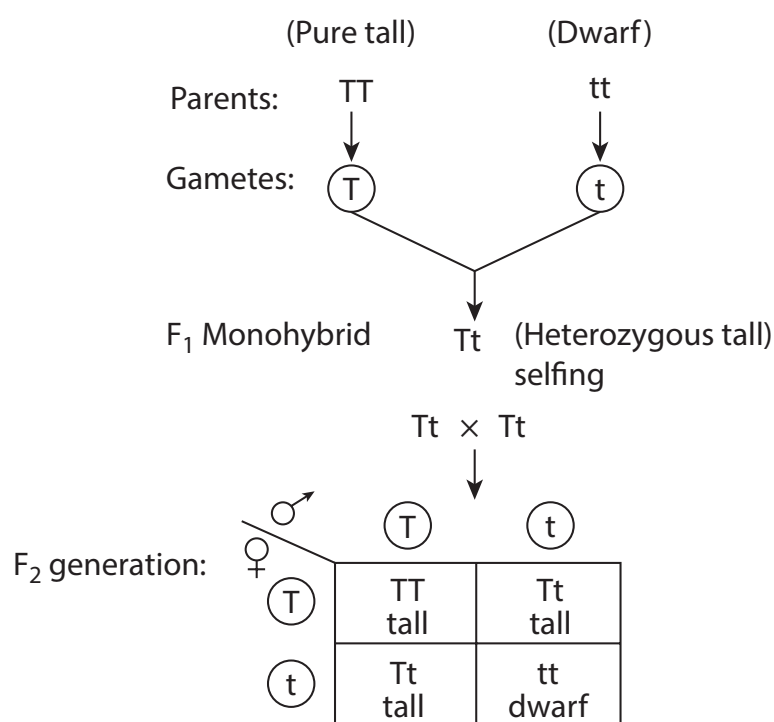 (Pure tall) (Dwarf)
Parents: TT tt
Gametes: T t
F₁ Monohybrid Tt (Heterozygous tall)
selfing
Tt × Tt
♂ T t
F₂ generation: ♀
T TT Tt
tall tall
t Tt tt
tall dwarf